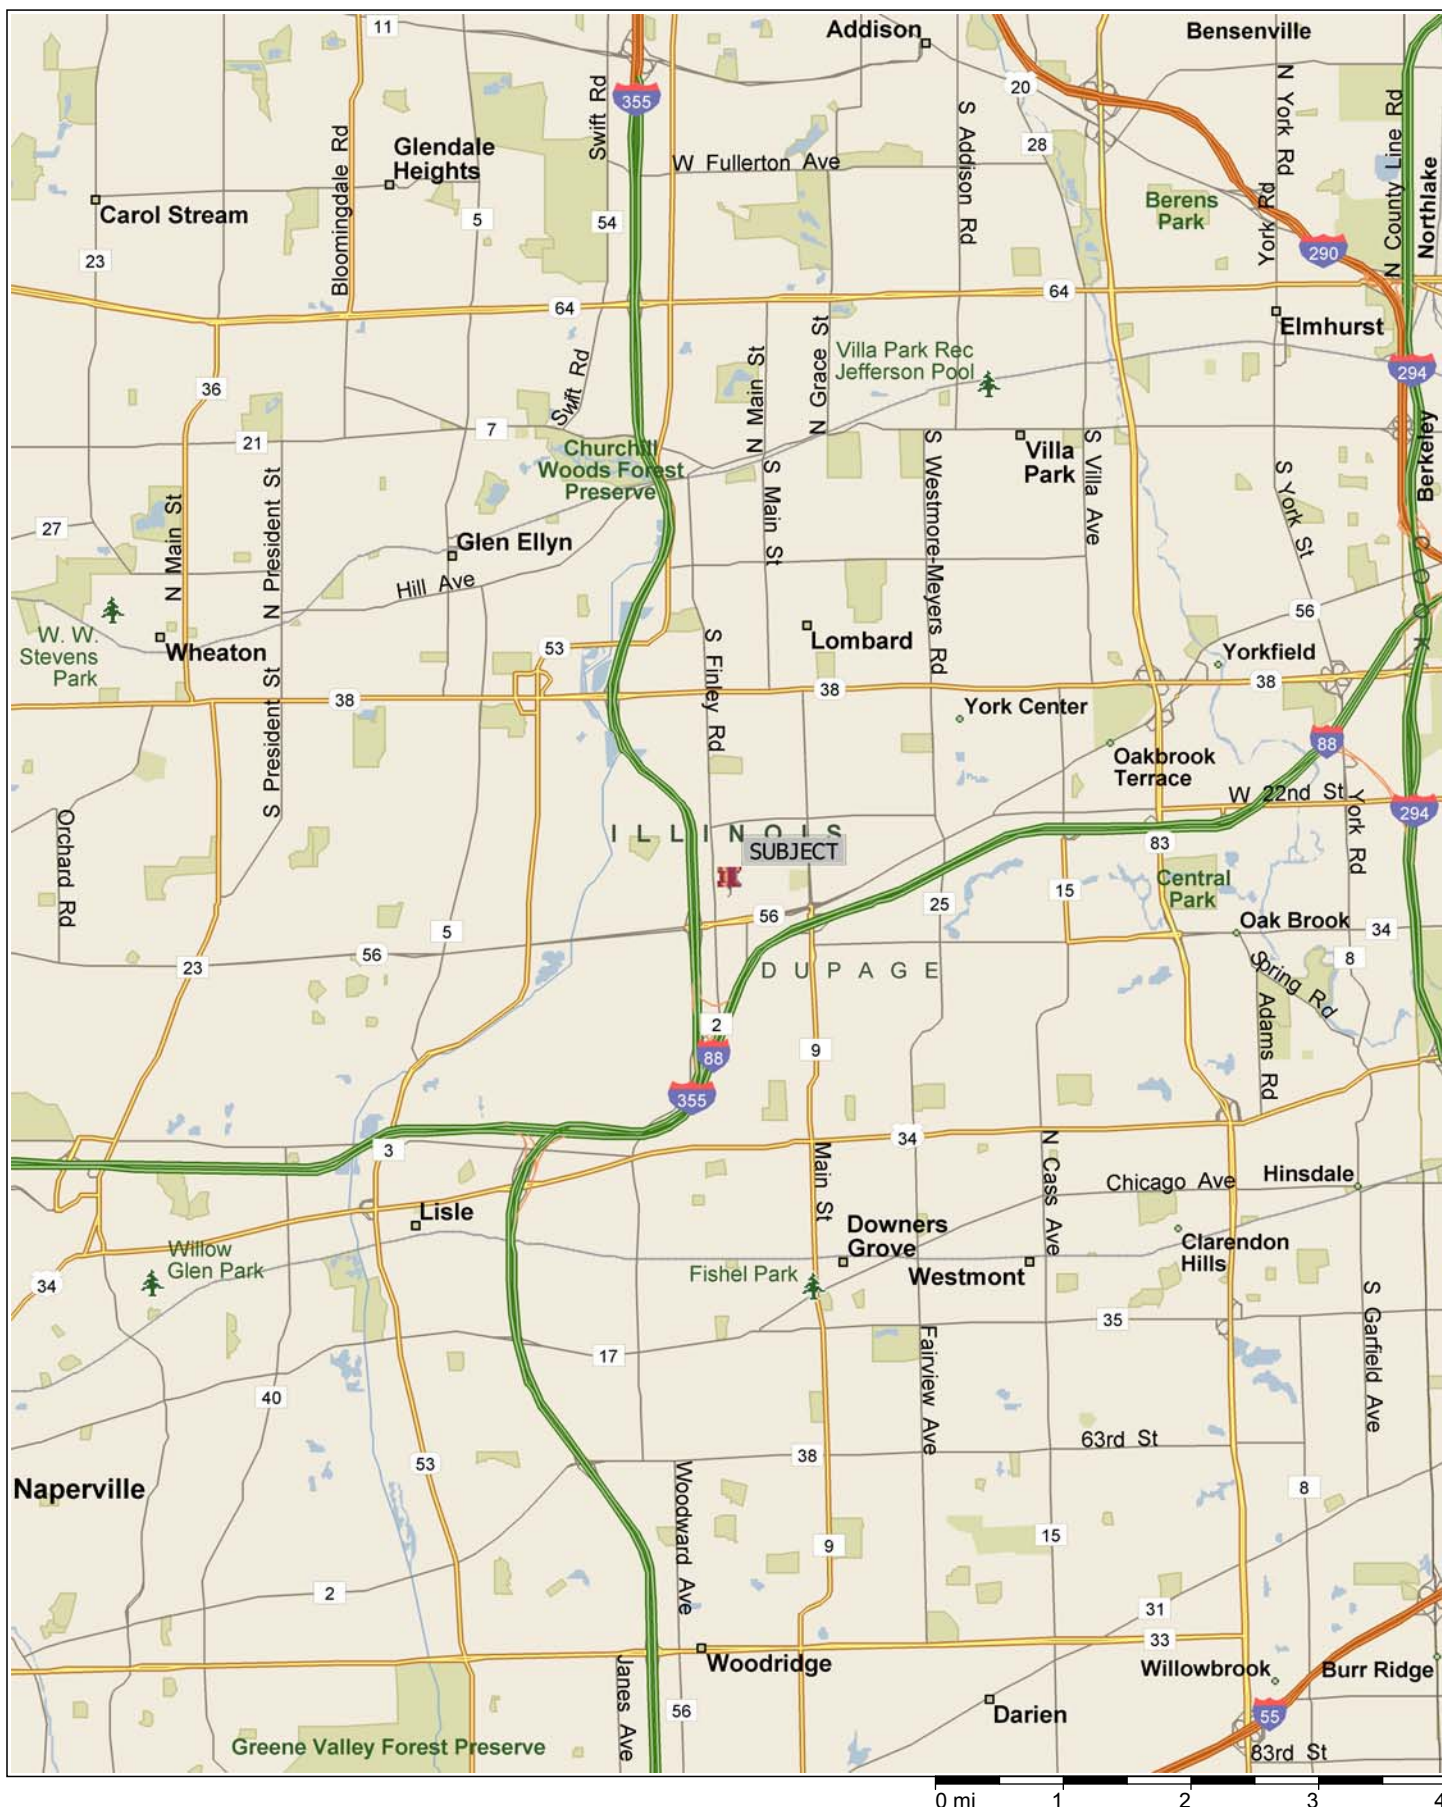 11
Addison
Bensenville
20
355
Swift Rd
N York Rd
N County Line Rd
S Addison Rd
Bloomingdale Rd
Glendale
Heights
28
W Fullerton Ave
Northlake
Carol Stream
5
54
Berens
Park
York Rd
23
290
64
64
Elmhurst
N Main St
N Grace St
Villa Park Rec
Jefferson Pool
294
36
Swift Rd
21
7
Churchill
Woods Forest
Preserve
S Westmore-Meyers Rd
Villa
Park
S Villa Ave
Berkeley
S Main St
S York St
27
N Main St
N President St
Glen Ellyn
Hill Ave
COOK
56
W. W.
Stevens
Park
Wheaton
53
S Finley Rd
Lombard
Yorkfield
38
38
38
S President St
York Center
Oakbrook
Terrace
88
W 22nd St
York Rd
294
Orchard Rd
ILLINOIS
SUBJECT
83
Central
Park
15
25
56
Oak Brook
34
5
56
23
DUPAGE
8
Spring Rd
Adams Rd
2
88
9
355
34
3
Main St
N Cass Ave
Chicago Ave
Hinsdale
Lisle
Downers
Grove
Clarendon
Hills
Willow
Glen Park
34
Fishel Park
Westmont
S Garfield Ave
35
Fairview Ave
17
40
63rd St
38
53
Naperville
8
Woodward Ave
15
9
2
31
33
Woodridge
Willowbrook
Burr Ridge
Janes Ave
56
Darien
55
Greene Valley Forest Preserve
83rd St
0 mi 1 2 3 4